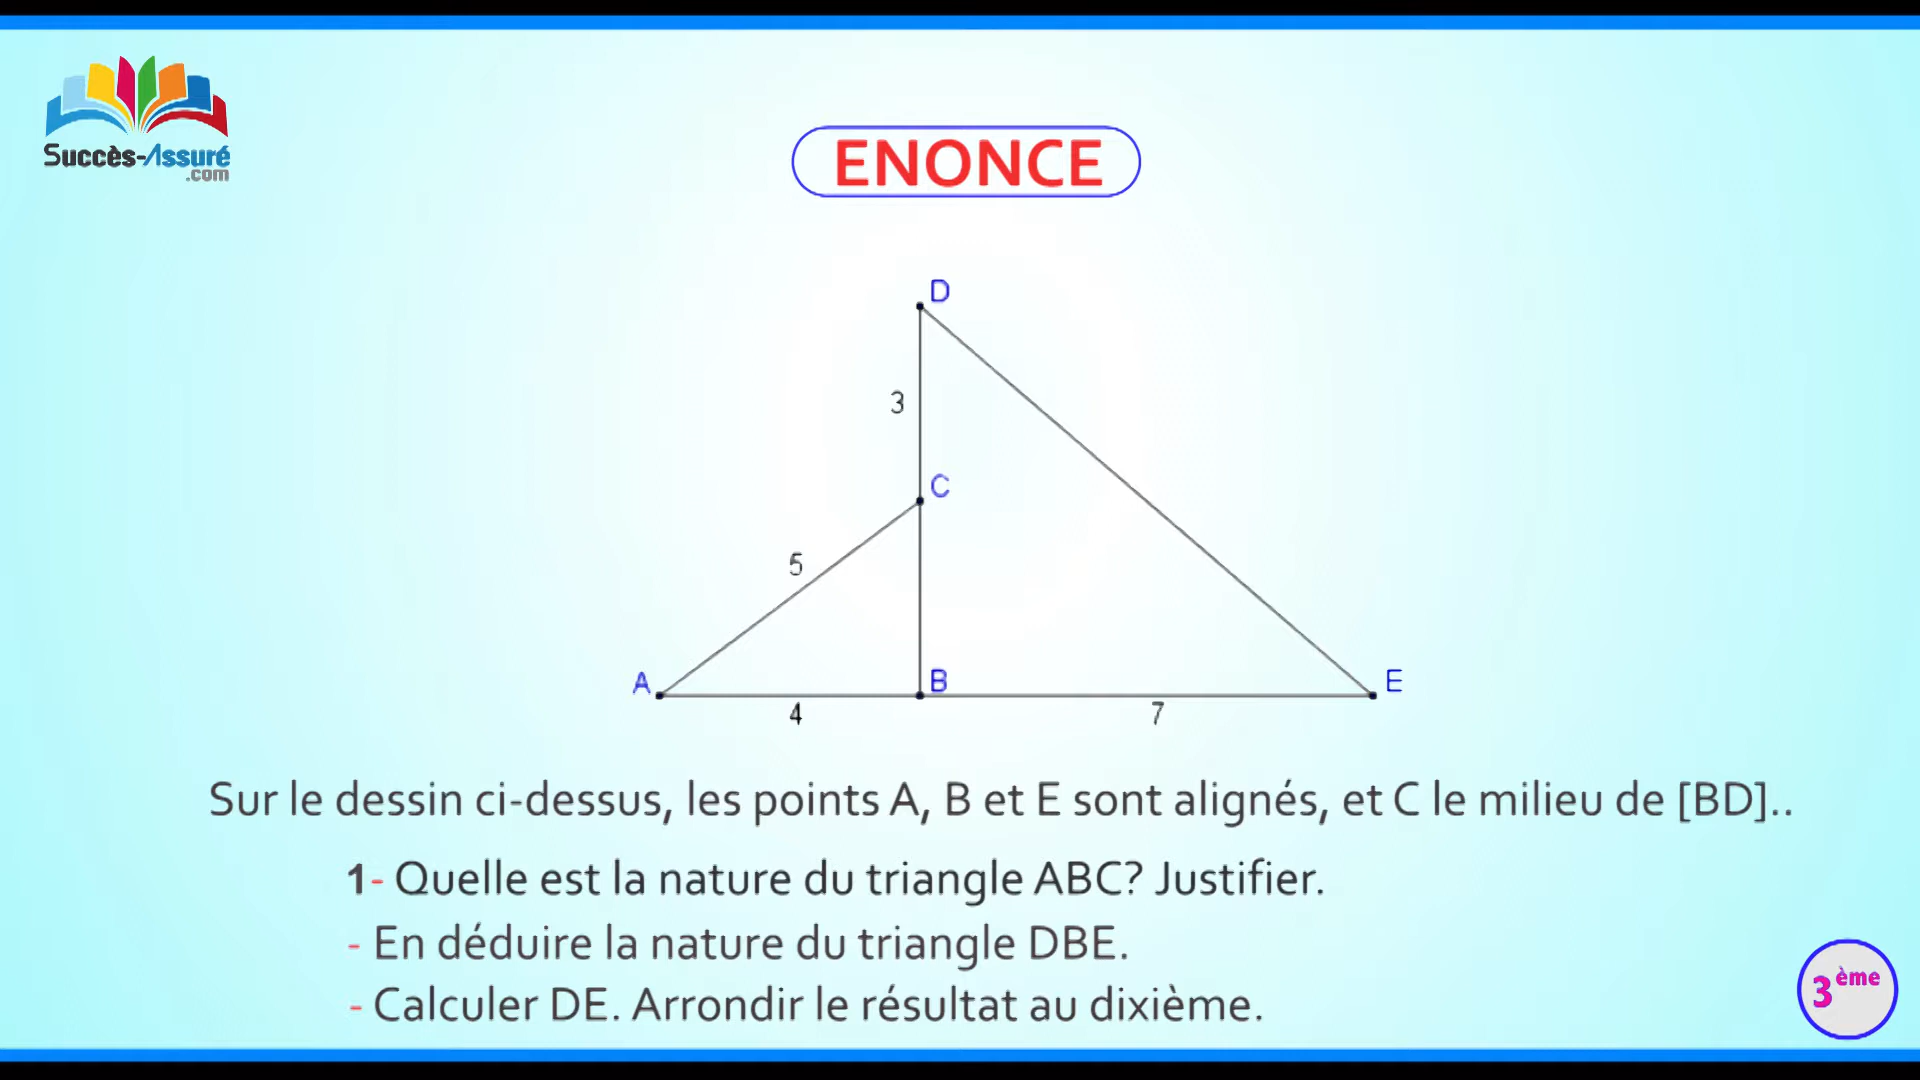 Succès-Assuré
.com
ENONCE
D
3
C
5
A
B
E
4
7
Sur le dessin ci-dessus, les points A, B et E sont alignés, et C le milieu de [BD]..
1- Quelle est la nature du triangle ABC? Justifier.
- En déduire la nature du triangle DBE.
- Calculer DE. Arrondir le résultat au dixième.
3ème